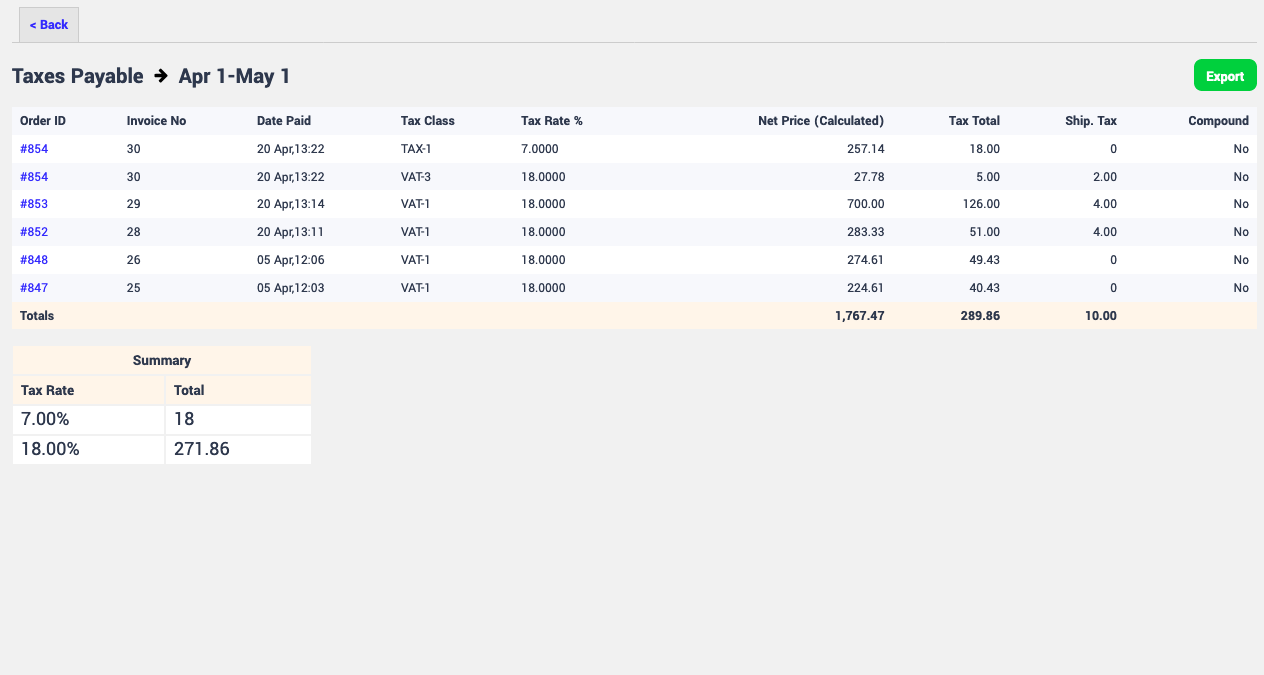 < Back
Taxes Payable → Apr 1-May 1
Export
Order ID Invoice No Date Paid Tax Class Tax Rate % Net Price (Calculated) Tax Total Ship. Tax Compound
#854 30 20 Apr,13:22 TAX-1 7.0000 257.14 18.00 0 No
#854 30 20 Apr,13:22 VAT-3 18.0000 27.78 5.00 2.00 No
#853 29 20 Apr,13:14 VAT-1 18.0000 700.00 126.00 4.00 No
#852 28 20 Apr,13:11 VAT-1 18.0000 283.33 51.00 4.00 No
#848 26 05 Apr,12:06 VAT-1 18.0000 274.61 49.43 0 No
#847 25 05 Apr,12:03 VAT-1 18.0000 224.61 40.43 0 No
Totals 1,767.47 289.86 10.00
Summary
Tax Rate Total
7.00% 18
18.00% 271.86